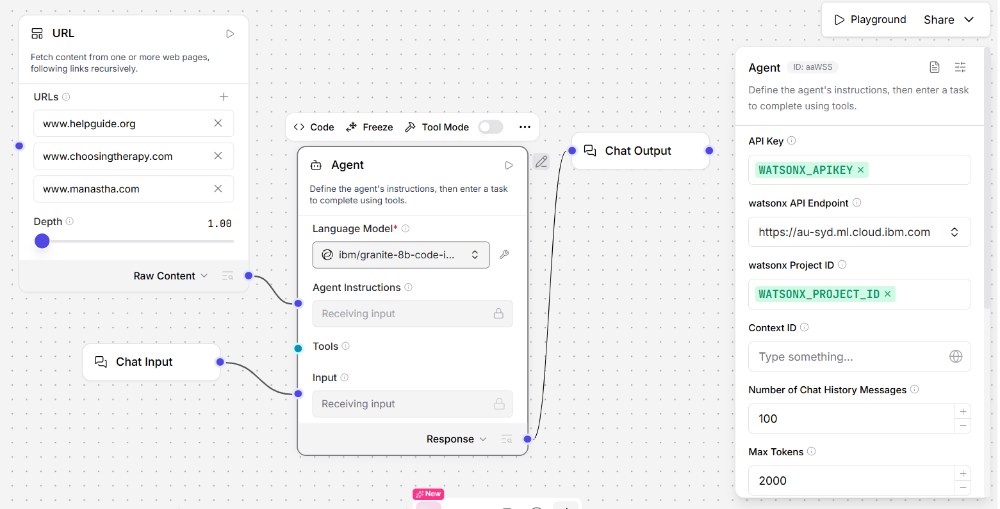 URL
Fetch content from one or more web pages,
following links recursively.
URLs
www.helpguide.org
www.choosingtherapy.com
www.manastha.com
Depth
1.00
Raw Content
Chat Input
Code
Freeze
Tool Mode
Agent
Define the agent's instructions, then enter a task
to complete using tools.
Language Model*
ibm/granite-8b-code-i...
Agent Instructions
Receiving input
Tools
Input
Receiving input
Response
New
Chat Output
Playground
Share
Agent
ID: aaWSS
Define the agent's instructions, then enter a task
to complete using tools.
API Key
WATSONX_APIKEY
watsonx API Endpoint
https://au-syd.ml.cloud.ibm.com
watsonx Project ID
WATSONX_PROJECT_ID
Context ID
Type something...
Number of Chat History Messages
100
Max Tokens
2000